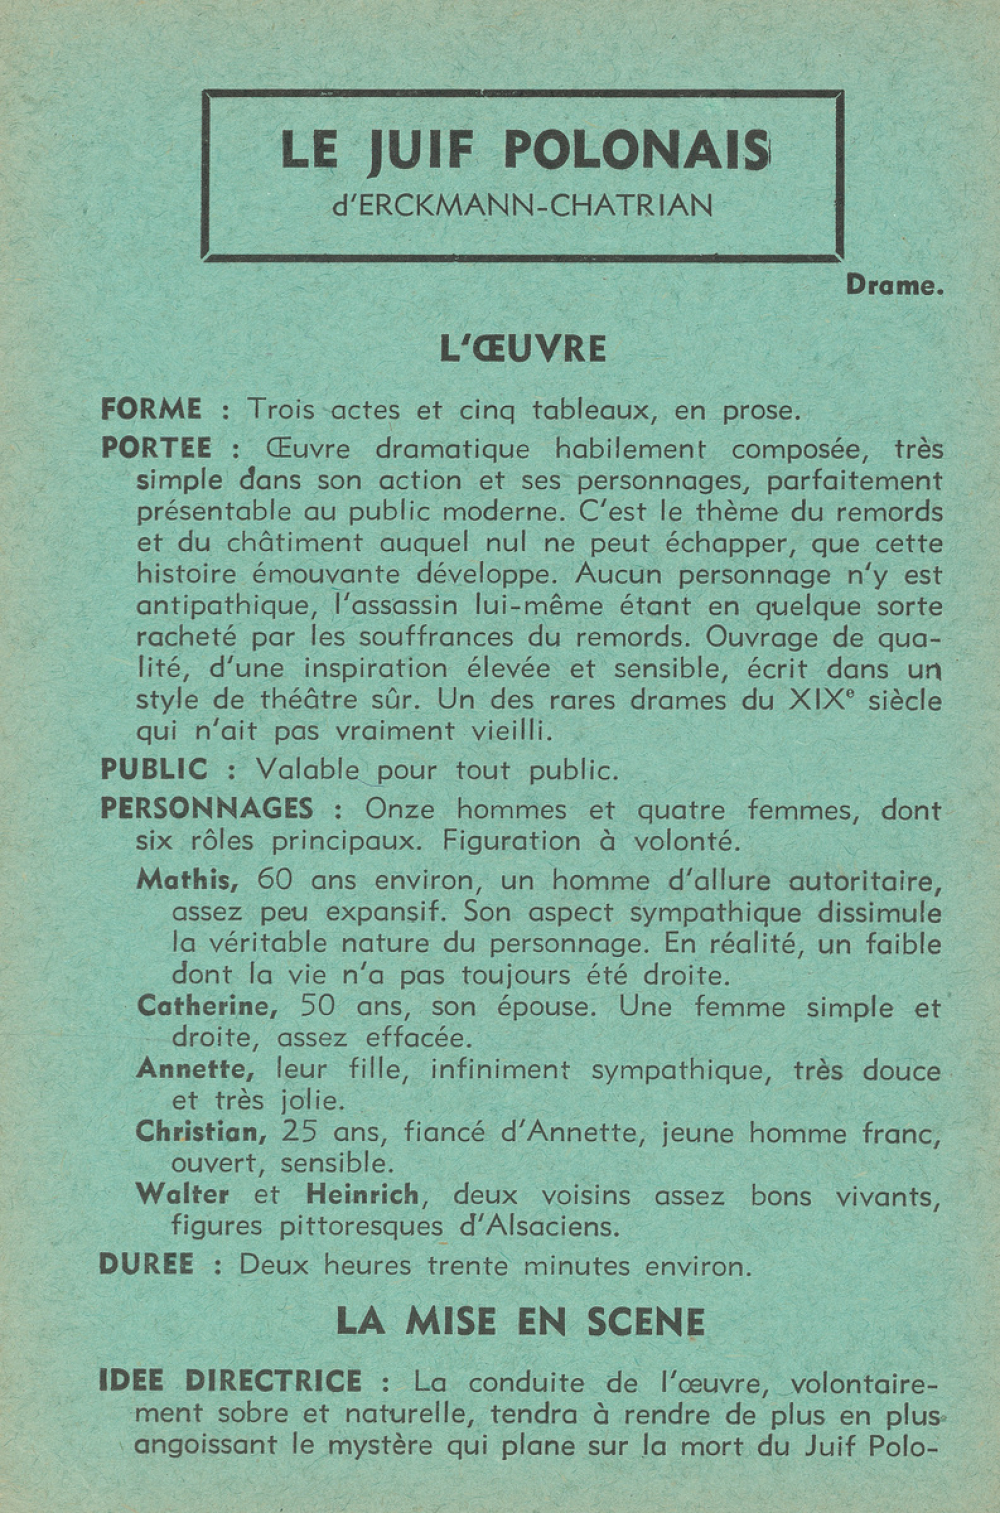 LE JUIF POLONAIS
d'ERCKMANN-CHATRIAN
Drame.
L'ŒUVRE
FORME : Trois actes et cinq tableaux, en prose.
PORTEE : Œuvre dramatique habilement composée, très
simple dans son action et ses personnages, parfaitement
présentable au public moderne. C'est le thème du remords
et du châtiment auquel nul ne peut échapper, que cette
histoire émouvante développe. Aucun personnage n'y est
antipathique, l'assassin lui-même étant en quelque sorte
racheté par les souffrances du remords. Ouvrage de qua-
lité, d'une inspiration élevée et sensible, écrit dans un
style de théâtre sûr. Un des rares drames du XIXe siècle
qui n'ait pas vraiment vieilli.
PUBLIC : Valable pour tout public.
PERSONNAGES : Onze hommes et quatre femmes, dont
six rôles principaux. Figuration à volonté.
Mathis, 60 ans environ, un homme d'allure autoritaire,
assez peu expansif. Son aspect sympathique dissimule
la véritable nature du personnage. En réalité, un faible
dont la vie n'a pas toujours été droite.
Catherine, 50 ans, son épouse. Une femme simple et
droite, assez effacée.
Annette, leur fille, infiniment sympathique, très douce
et très jolie.
Christian, 25 ans, fiancé d'Annette, jeune homme franc,
ouvert, sensible.
Walter et Heinrich, deux voisins assez bons vivants,
figures pittoresques d'Alsaciens.
DUREE : Deux heures trente minutes environ.
LA MISE EN SCENE
IDEE DIRECTRICE : La conduite de l'œuvre, volontaire-
ment sobre et naturelle, tendra à rendre de plus en plus
angoissant le mystère qui plane sur la mort du Juif Polo-